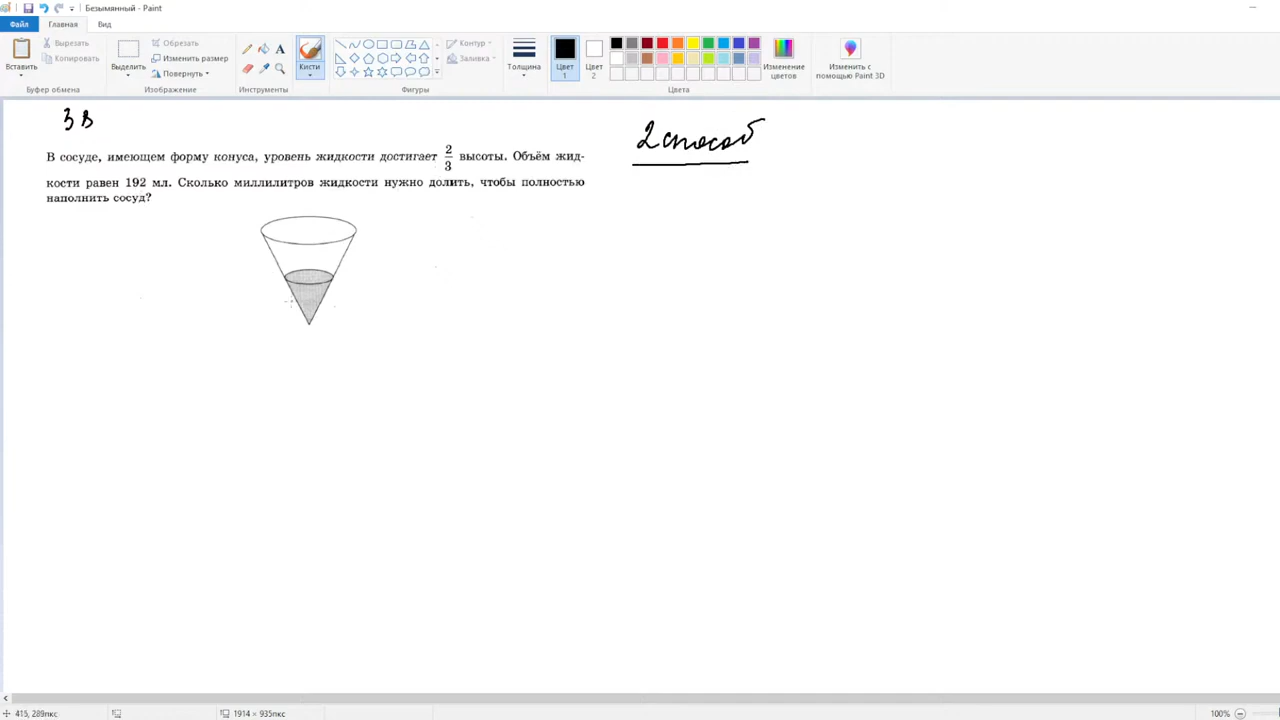 Безымянный - Paint
Файл
Главная
Вид
Вставить
Вырезать
Копировать
Буфер обмена
Выделить
Обрезать
Изменить размер
Повернуть
Изображение
A
Инструменты
Кисти
Контур
Заливка
Фигуры
Толщина
Цвет 1
Цвет 2
Изменение цветов
Цвета
Изменить с помощью Paint 3D
3 в
2 способ
В сосуде, имеющем форму конуса, уровень жидкости достигает 2/3 высоты. Объём жид-
кости равен 192 мл. Сколько миллилитров жидкости нужно долить, чтобы полностью
наполнить сосуд?
415, 289пкс
1914 × 935пкс
100%